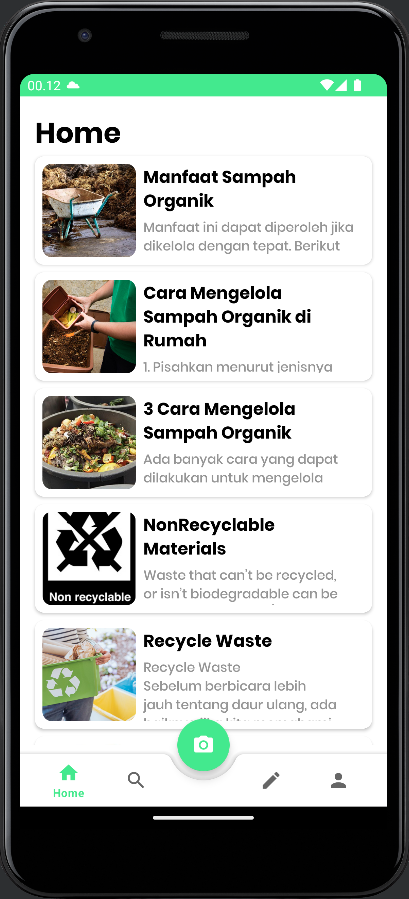 00.12
Home
Manfaat Sampah
Organik
Manfaat ini dapat diperoleh jika
dikelola dengan tepat. Berikut
Cara Mengelola
Sampah Organik di
Rumah
1. Pisahkan menurut jenisnya
3 Cara Mengelola
Sampah Organik
Ada banyak cara yang dapat
dilakukan untuk mengelola
NonRecyclable
Materials
Waste that can't be recycled,
or isn't biodegradable can be
Non recyclable
Recycle Waste
Recycle Waste
Sebelum berbicara lebih
jauh tentang daur ulang, ada
Home